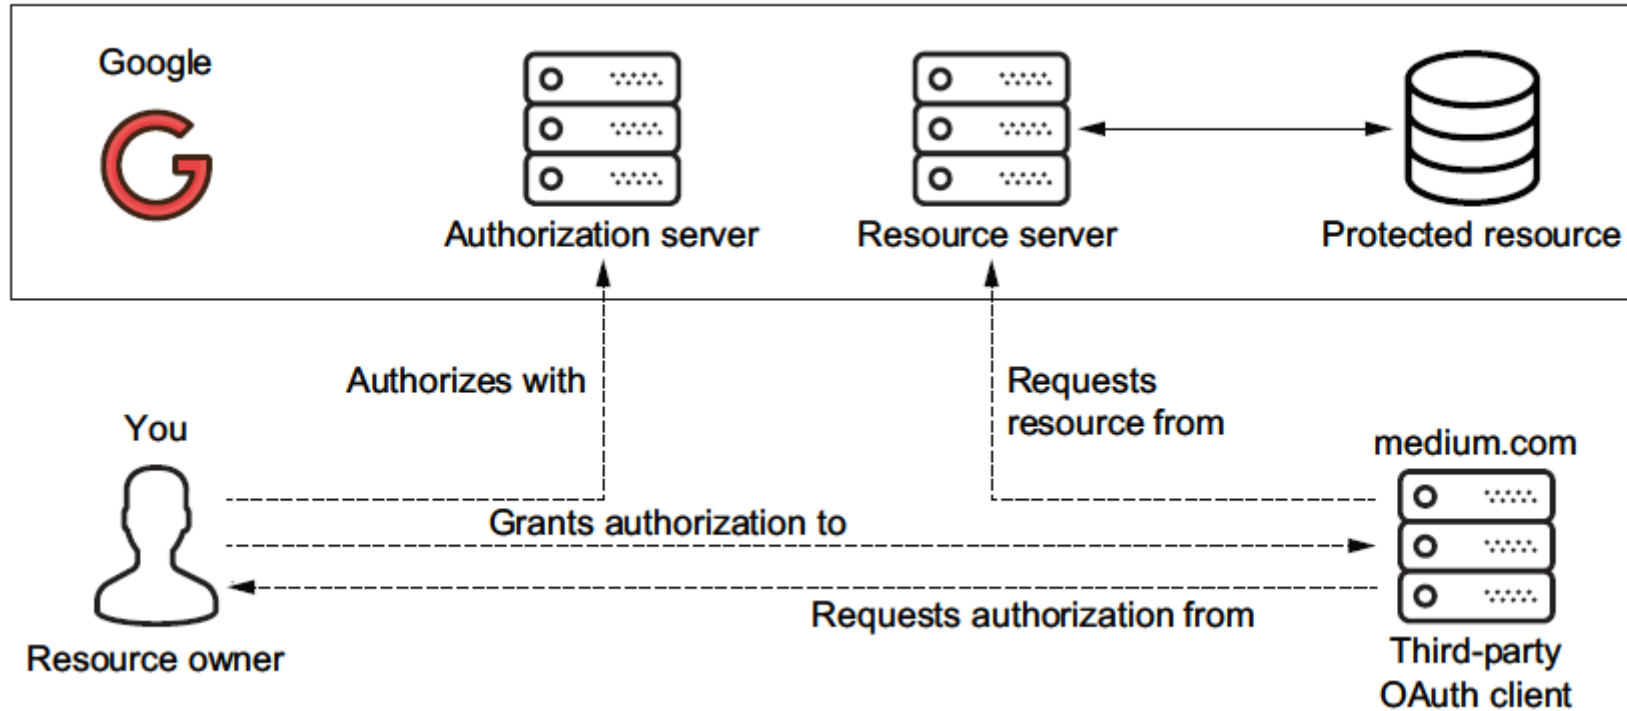 Google
Authorization server
Resource server
Protected resource
Authorizes with
Requests
resource from
You
medium.com
Grants authorization to
Requests authorization from
Resource owner
Third-party
OAuth client